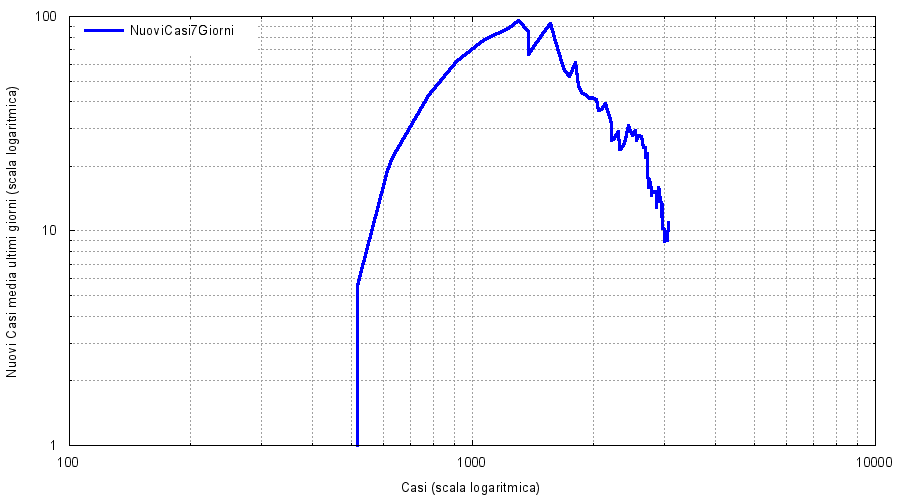 100
NuoviCasi7Giorni
10
1
100
1000
10000
Casi (scala logaritmica)
Nuovi Casi media ultimi giorni (scala logaritmica)